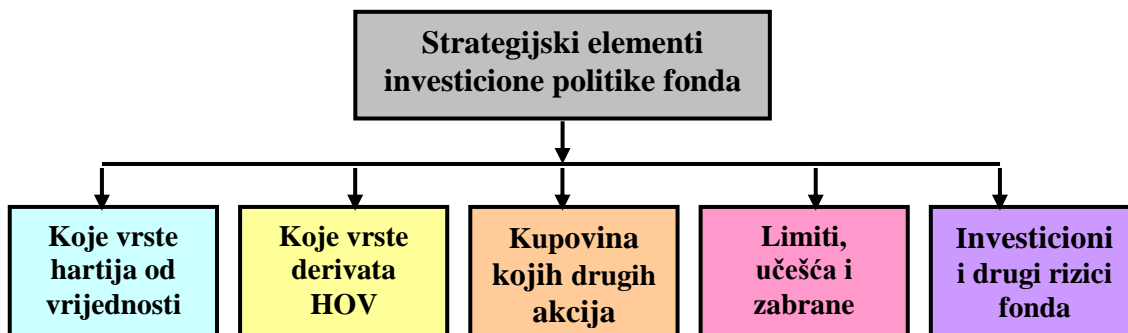 Strategijski elementi
investicione politike fonda
Koje vrste
hartija od
vrijednosti
Koje vrste
derivata
HOV
Kupovina
kojih drugih
akcija
Limiti,
učešća i
zabrane
Investicioni
i drugi rizici
fonda